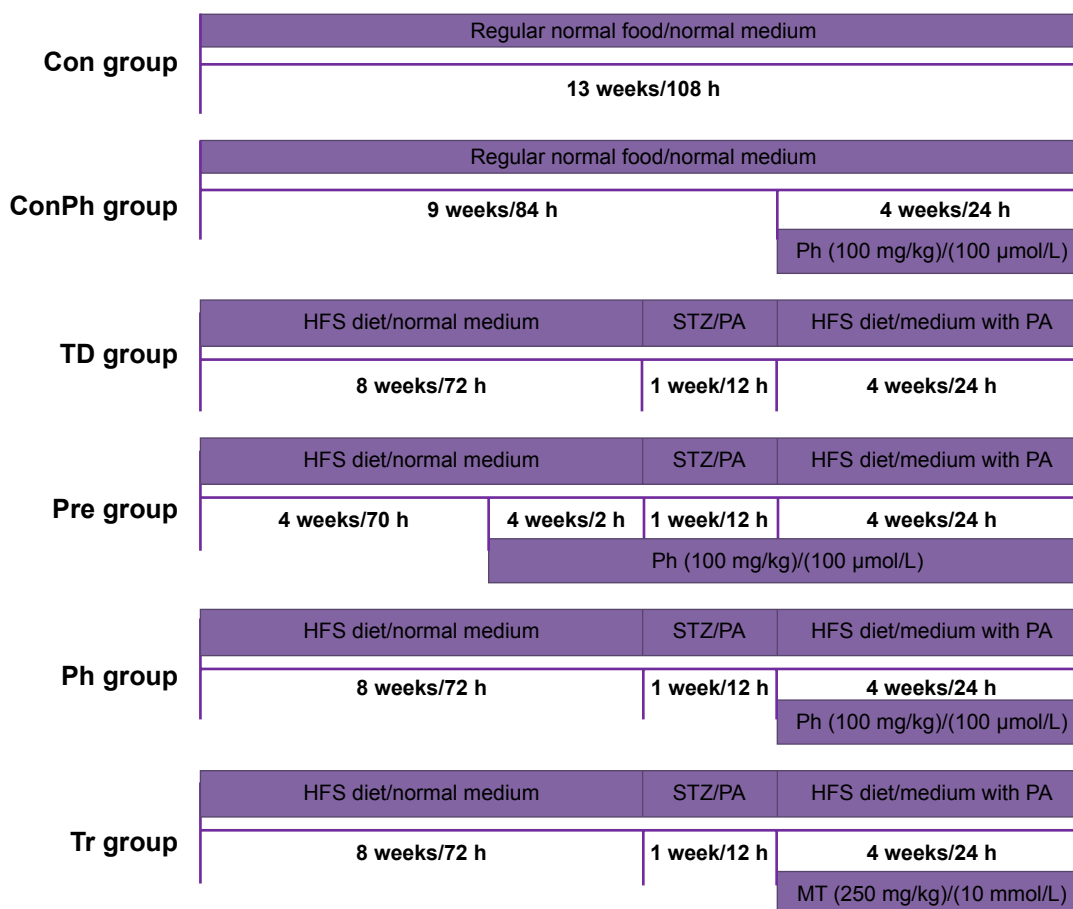 Regular normal food/normal medium
Con group
13 weeks/108 h
Regular normal food/normal medium
ConPh group
9 weeks/84 h
4 weeks/24 h
Ph (100 mg/kg)/(100 µmol/L)
HFS diet/normal medium
STZ/PA
HFS diet/medium with PA
TD group
8 weeks/72 h
1 week/12 h
4 weeks/24 h
HFS diet/normal medium
STZ/PA
HFS diet/medium with PA
Pre group
4 weeks/70 h
4 weeks/2 h
1 week/12 h
4 weeks/24 h
Ph (100 mg/kg)/(100 µmol/L)
HFS diet/normal medium
STZ/PA
HFS diet/medium with PA
Ph group
8 weeks/72 h
1 week/12 h
4 weeks/24 h
Ph (100 mg/kg)/(100 µmol/L)
HFS diet/normal medium
STZ/PA
HFS diet/medium with PA
Tr group
8 weeks/72 h
1 week/12 h
4 weeks/24 h
MT (250 mg/kg)/(10 mmol/L)